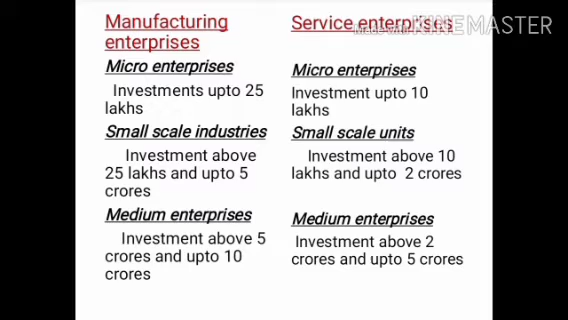 Manufacturing
enterprises
Micro enterprises
Investments upto 25
lakhs
Small scale industries
Investment above
25 lakhs and upto 5
crores
Medium enterprises
Investment above 5
crores and upto 10
crores
Service enterprises
Made with KINEMASTER
Micro enterprises
Investment upto 10
lakhs
Small scale units
Investment above 10
lakhs and upto 2 crores
Medium enterprises
Investment above 2
crores and upto 5 crores